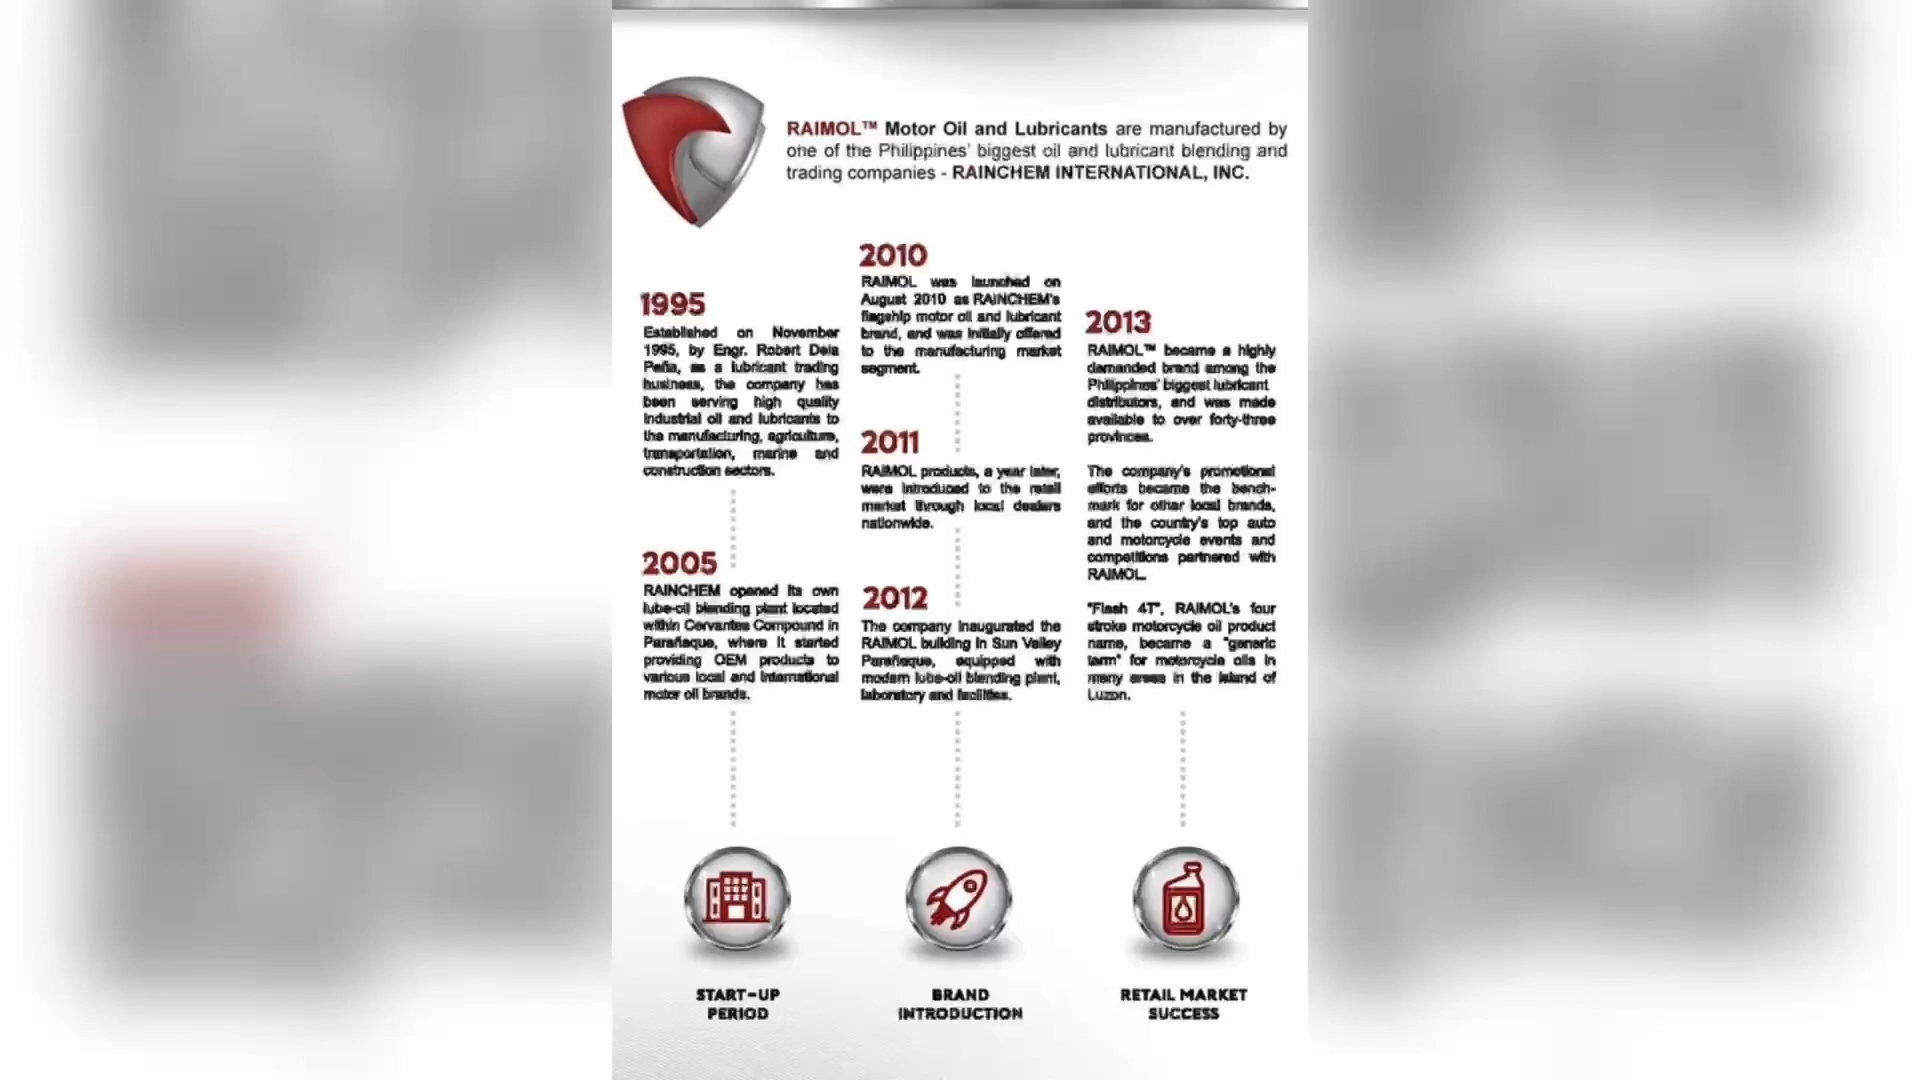 RAIMOL™ Motor Oil and Lubricants are manufactured by
one of the Philippines' biggest oil and lubricant blending and
trading companies - RAINCHEM INTERNATIONAL, INC.
1995
Established on November
1995, by Engr. Robert Dela
Peña, as a lubricant trading
business, the company has
been serving high quality
industrial oil and lubricants to
the manufacturing, agriculture,
transportation, marine and
construction sectors.
2005
RAINCHEM opened its own
lube-oil blending plant located
within Cervantes Compound in
Parañaque, where it started
providing OEM products to
various local and international
motor oil brands.
START-UP
PERIOD
2010
RAIMOL was launched on
August 2010 as RAINCHEM's
flagship motor oil and lubricant
brand, and was initially offered
to the manufacturing market
segment.
2011
RAIMOL products, a year later,
were introduced to the retail
market through local dealers
nationwide.
2012
The company inaugurated the
RAIMOL building in Sun Valley
Parañaque, equipped with
modern lube-oil blending plant,
laboratory and facilities.
BRAND
INTRODUCTION
2013
RAIMOL™ became a highly
demanded brand among the
Philippines' biggest lubricant
distributors, and was made
available to over forty-three
provinces.
The company's promotional
efforts became the bench-
mark for other local brands,
and the country's top auto
and motorcycle events and
competitions partnered with
RAIMOL.
"Flash 4T", RAIMOL's four
stroke motorcycle oil product
name, became a "generic
term" for motorcycle oils in
many areas in the island of
Luzon.
RETAIL MARKET
SUCCESS